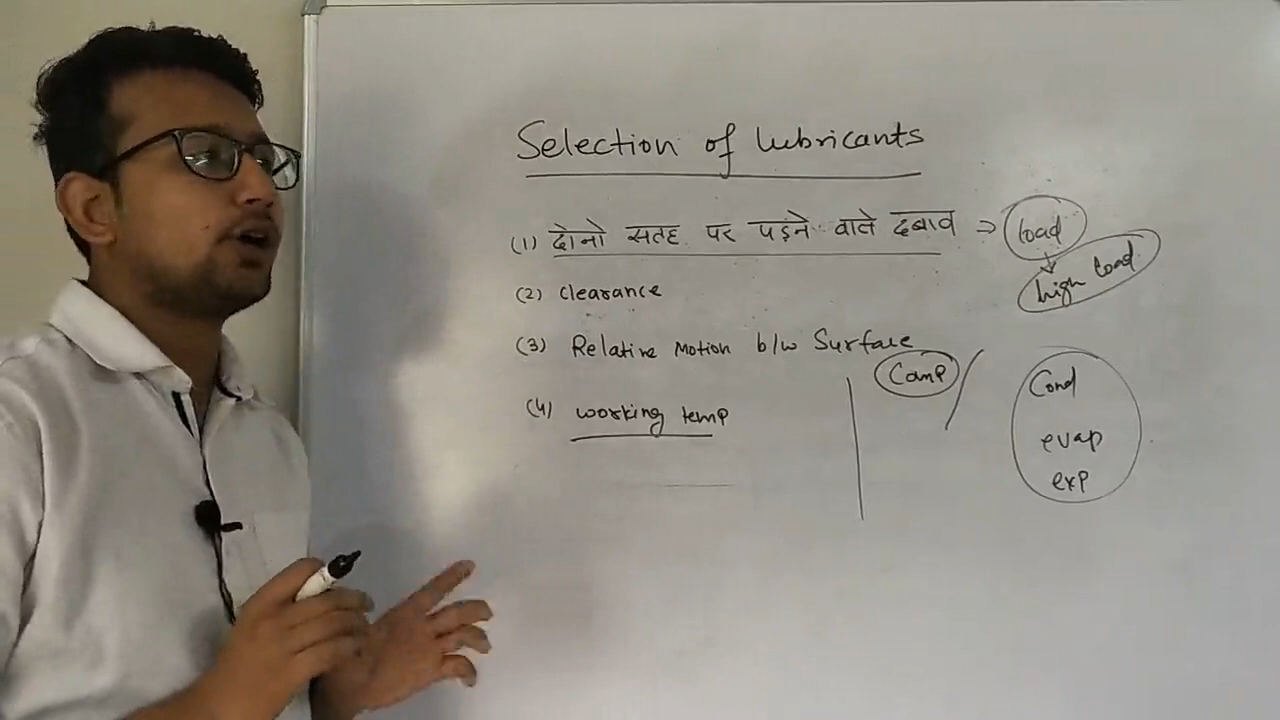 Selection of lubricants
(1) दोनो सतह पर पड़ने वाले दबाव ⇒ load
high load
(2) Clearance
(3) Relative Motion b/w Surface
(4) working temp
Comp / Cond
evap
exp